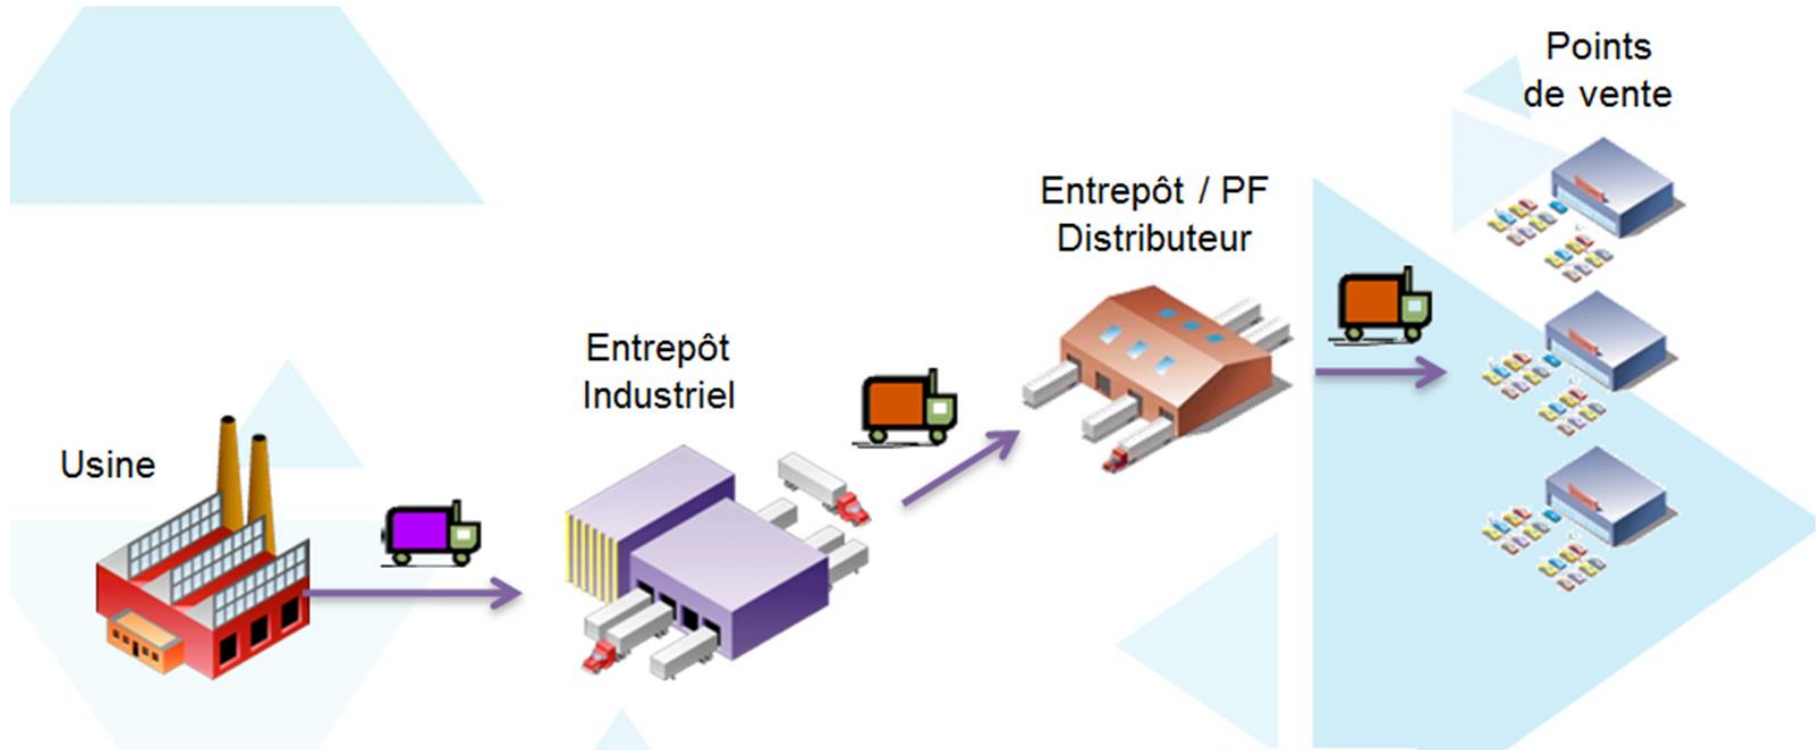 Usine
Entrepôt
Industriel
Entrepôt / PF
Distributeur
Points
de vente